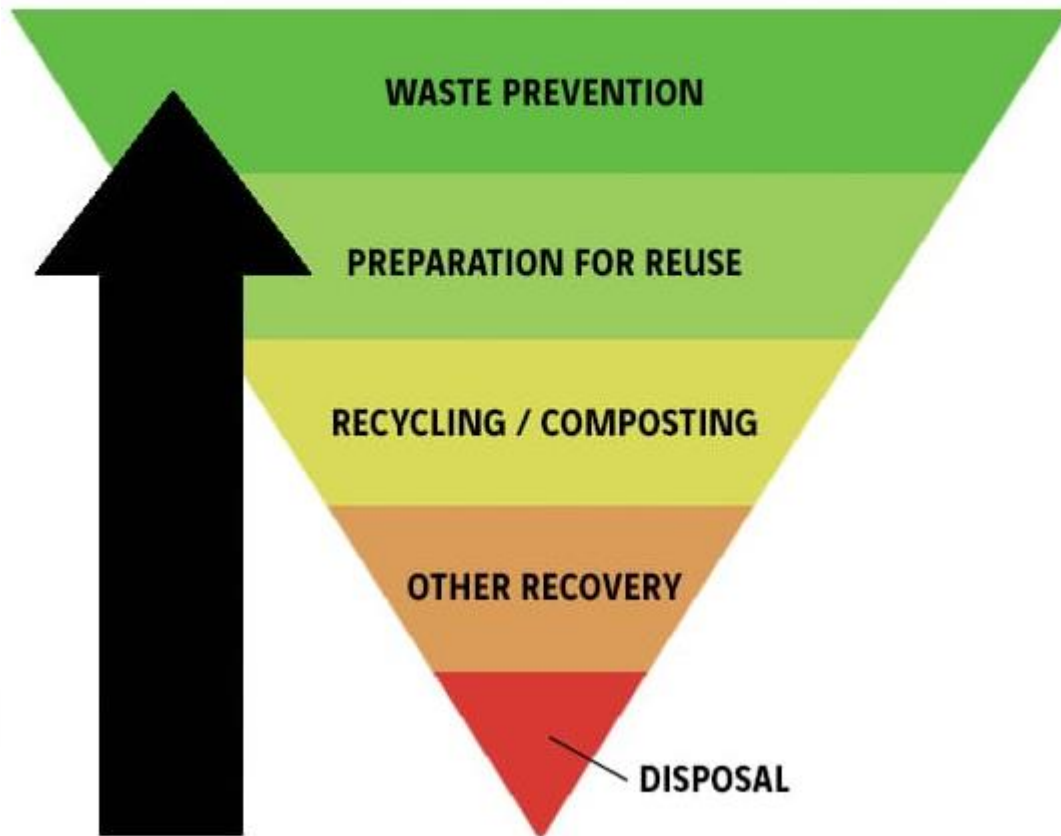 WASTE PREVENTION
PREPARATION FOR REUSE
RECYCLING / COMPOSTING
OTHER RECOVERY
DISPOSAL